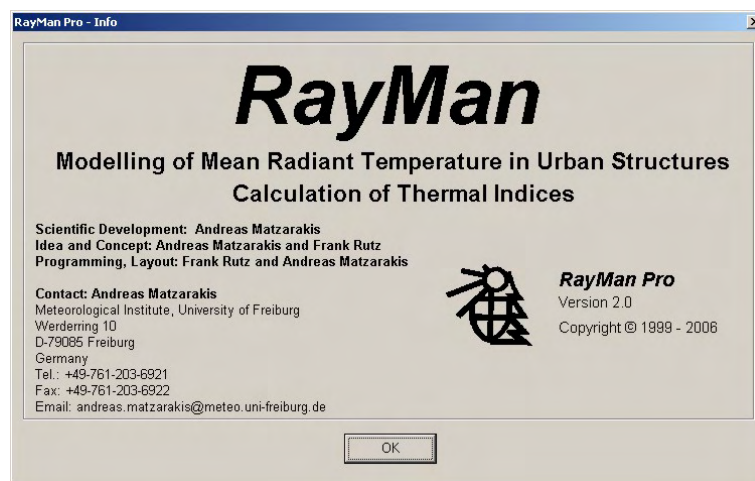 RayMan Pro - Info
RayMan
Modelling of Mean Radiant Temperature in Urban Structures
Calculation of Thermal Indices
Scientific Development: Andreas Matzarakis
Idea and Concept: Andreas Matzarakis and Frank Rutz
Programming, Layout: Frank Rutz and Andreas Matzarakis
Contact: Andreas Matzarakis
Meteorological Institute, University of Freiburg
Werderring 10
D-79085 Freiburg
Germany
Tel.: +49-761-203-6921
Fax: +49-761-203-6922
Email: andreas.matzarakis@meteo.uni-freiburg.de
RayMan Pro
Version 2.0
Copyright © 1999 - 2006
OK